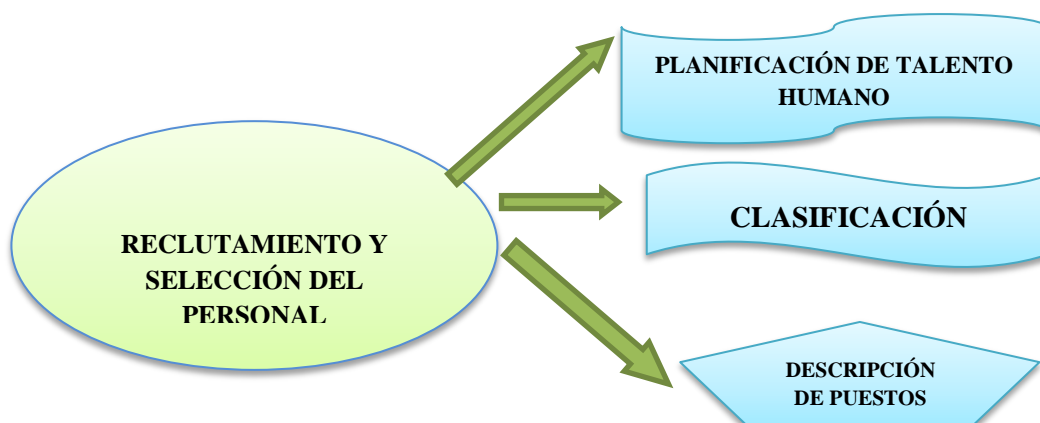 PLANIFICACIÓN DE TALENTO
HUMANO
CLASIFICACIÓN
RECLUTAMIENTO Y
SELECCIÓN DEL
PERSONAL
DESCRIPCIÓN
DE PUESTOS